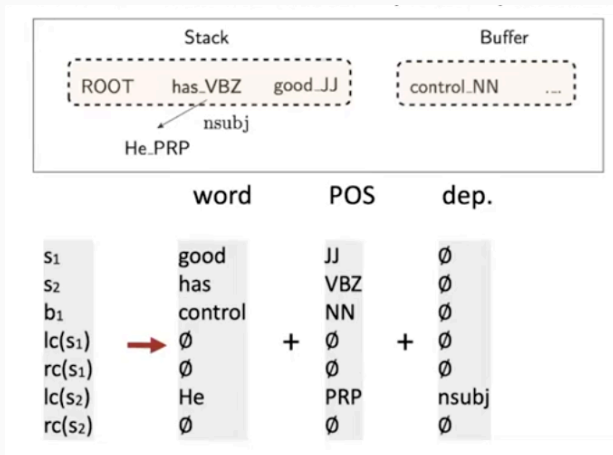 Stack Buffer
ROOT has_VBZ good_JJ control_NN ....
nsubj
He_PRP
word POS dep.
s₁ good JJ Ø
s₂ has VBZ Ø
b₁ control NN Ø
lc(s₁) Ø + Ø + Ø
rc(s₁) Ø Ø Ø
lc(s₂) He PRP nsubj
rc(s₂) Ø Ø Ø